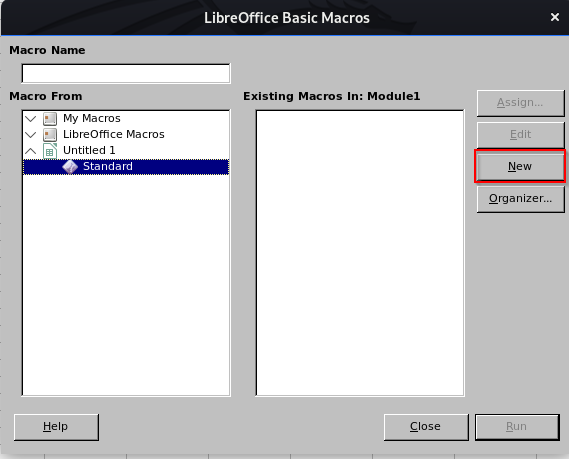 LibreOffice Basic Macros
×
Macro Name
Macro From
Existing Macros In: Module1
My Macros
LibreOffice Macros
Untitled 1
Standard
Assign...
Edit
New
Organizer...
Help
Close
Run